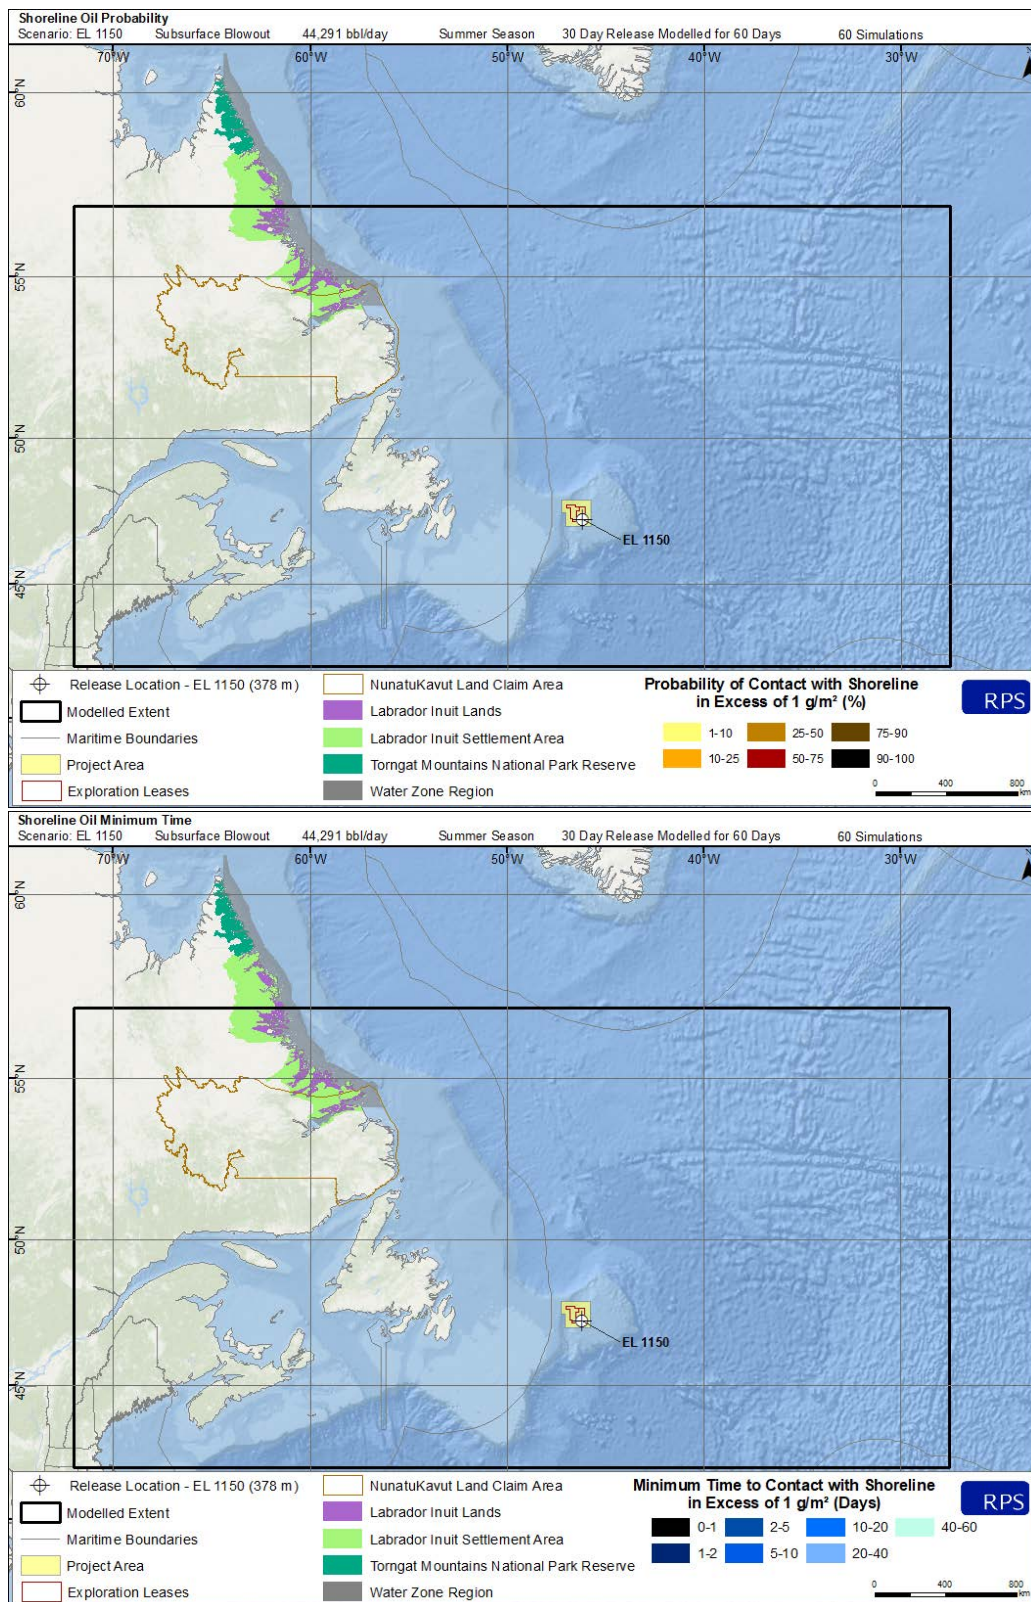 Shoreline Oil Probability
Scenario: EL 1150 Subsurface Blowout 44,291 bbl/day Summer Season 30 Day Release Modelled for 60 Days 60 Simulations
70°W 60°W 50°W 40°W 30°W
60°N
55°N
50°N
EL 1150
45°N
Release Location - EL 1150 (378 m)
Modelled Extent
Maritime Boundaries
Project Area
Exploration Leases
NunatuKavut Land Claim Area
Labrador Inuit Lands
Labrador Inuit Settlement Area
Torngat Mountains National Park Reserve
Water Zone Region
Probability of Contact with Shoreline
in Excess of 1 g/m² (%)
1-10 25-50 75-90
10-25 50-75 90-100
RPS
0 400 800
km
Shoreline Oil Minimum Time
Scenario: EL 1150 Subsurface Blowout 44,291 bbl/day Summer Season 30 Day Release Modelled for 60 Days 60 Simulations
70°W 60°W 50°W 40°W 30°W
60°N
55°N
50°N
EL 1150
45°N
Release Location - EL 1150 (378 m)
Modelled Extent
Maritime Boundaries
Project Area
Exploration Leases
NunatuKavut Land Claim Area
Labrador Inuit Lands
Labrador Inuit Settlement Area
Torngat Mountains National Park Reserve
Water Zone Region
Minimum Time to Contact with Shoreline
in Excess of 1 g/m² (Days)
0-1 2-5 10-20 40-60
1-2 5-10 20-40
RPS
0 400 800
km